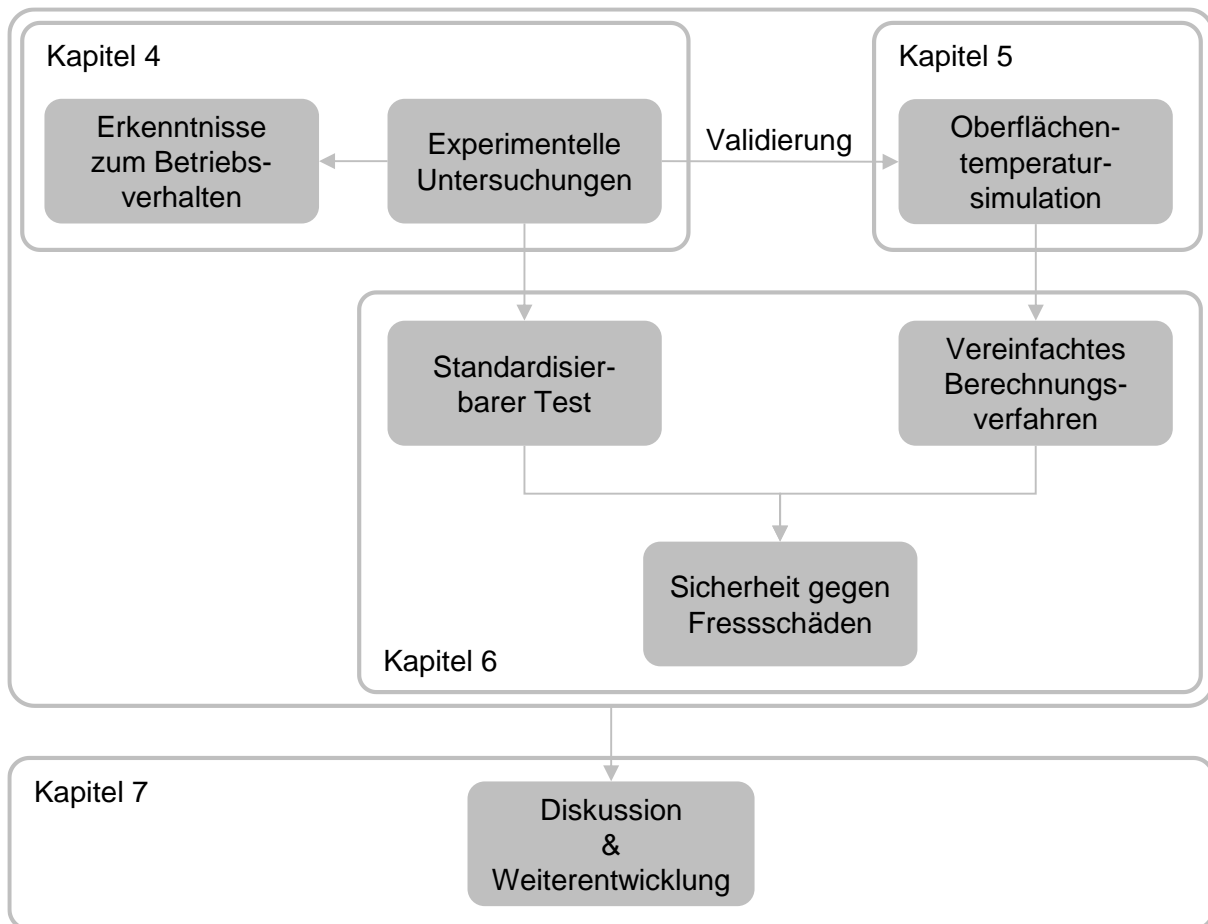 Kapitel 4
Erkenntnisse
zum Betriebs-
verhalten
Experimentelle
Untersuchungen
Validierung
Kapitel 5
Oberflächen-
temperatur-
simulation
Standardisier-
barer Test
Vereinfachtes
Berechnungs-
verfahren
Sicherheit gegen
Fressschäden
Kapitel 6
Kapitel 7
Diskussion
&
Weiterentwicklung